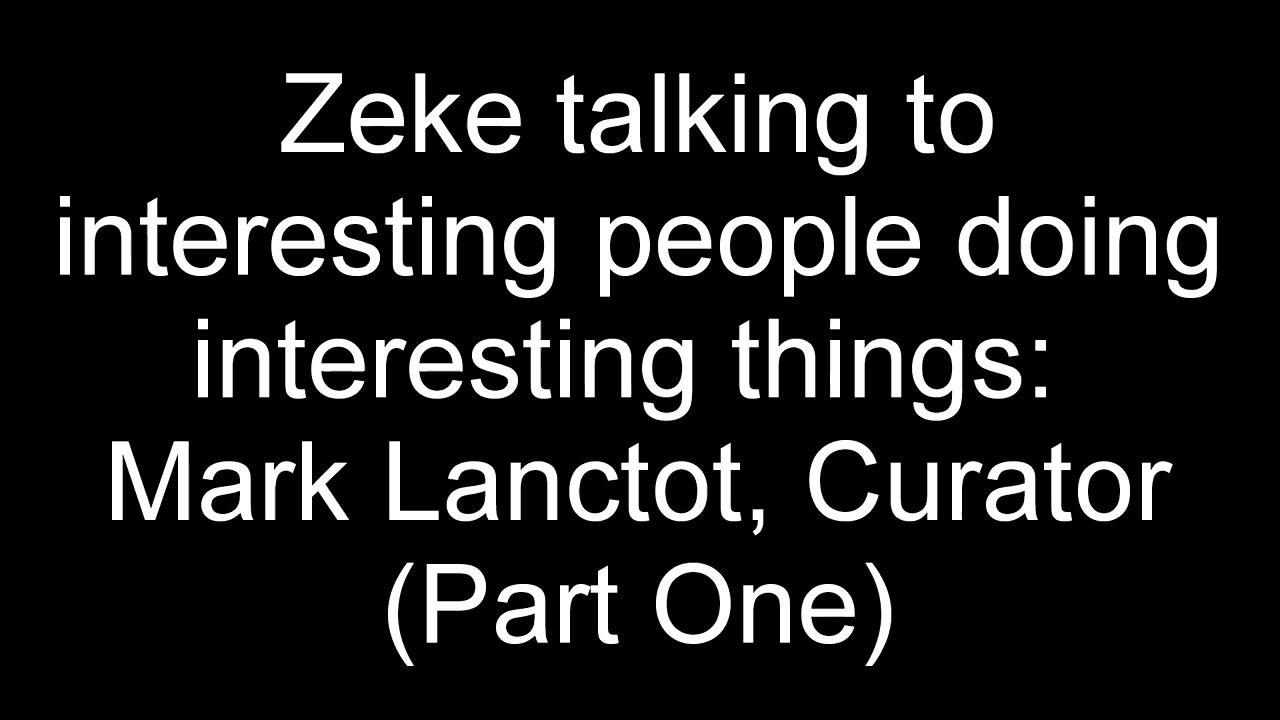 Zeke talking to
interesting people doing
interesting things:
Mark Lanctot, Curator
(Part One)